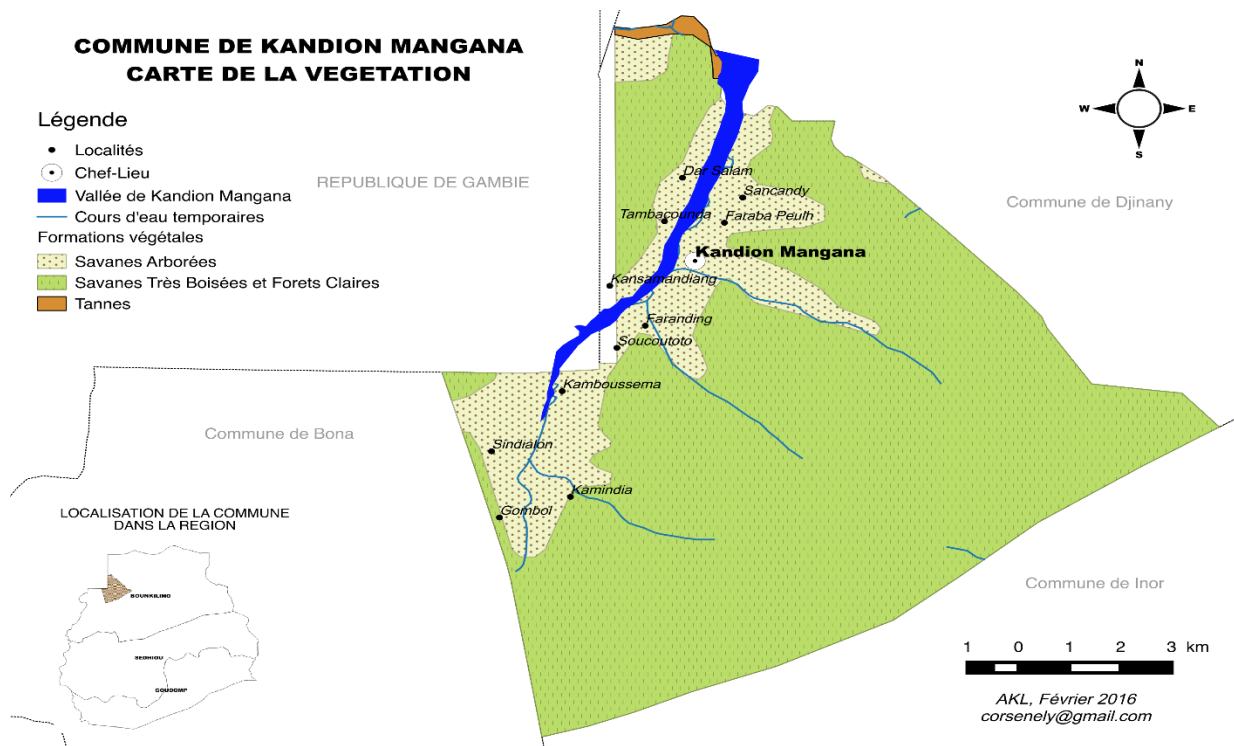 COMMUNE DE KANDION MANGANA
CARTE DE LA VEGETATION
Légende
Localités
Chef-Lieu
Vallée de Kandion Mangana
Cours d'eau temporaires
Formations végétales
Savanes Arborées
Savanes Très Boisées et Forets Claires
Tannes
REPUBLIQUE DE GAMBIE
N
W
E
S
Commune de Djinany
Dar Salam
Sancandy
Tambacounda
Faraba Peulh
Kandion Mangana
Kansamandiang
Faranding
Soucoutoto
Kamboussema
Commune de Bona
Sindialon
Kamindia
Gomboï
LOCALISATION DE LA COMMUNE
DANS LA REGION
BOUNKILING
SEDHIOU
GOUDOMP
Commune de Inor
1 0 1 2 3 km
AKL, Février 2016
corsenely@gmail.com